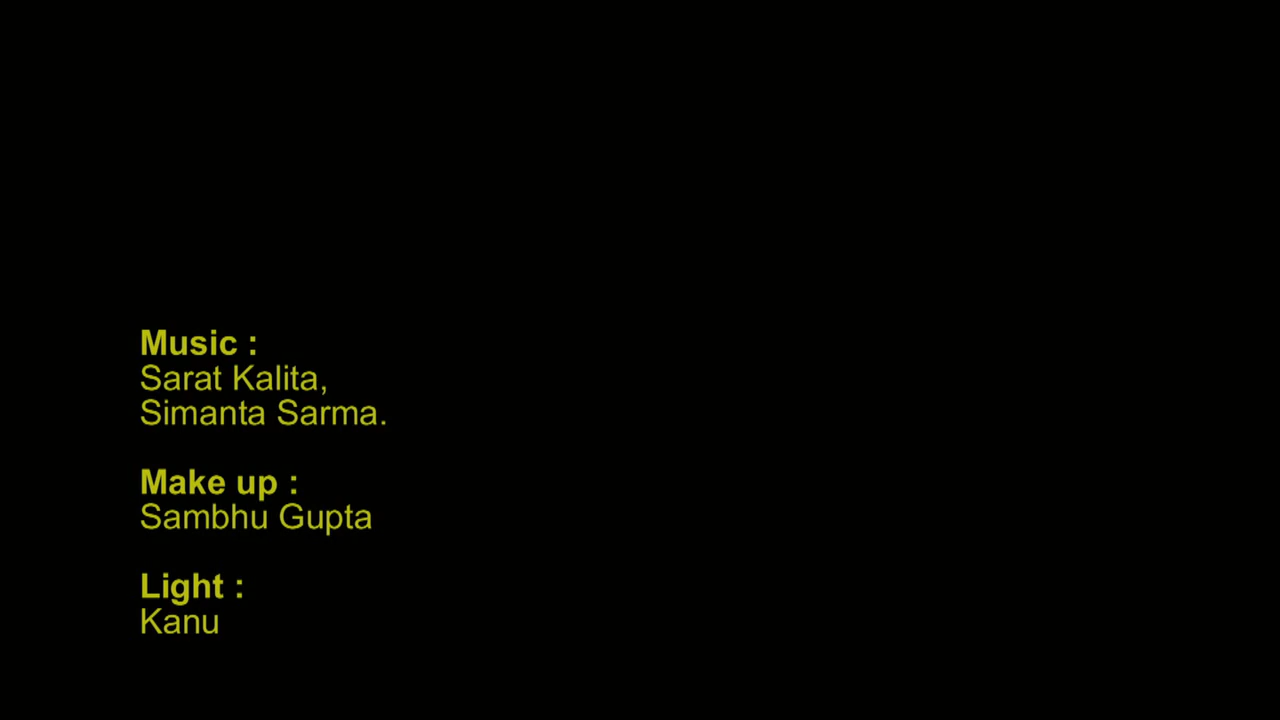 Music :
Sarat Kalita,
Simanta Sarma.
Make up :
Sambhu Gupta
Light :
Kanu